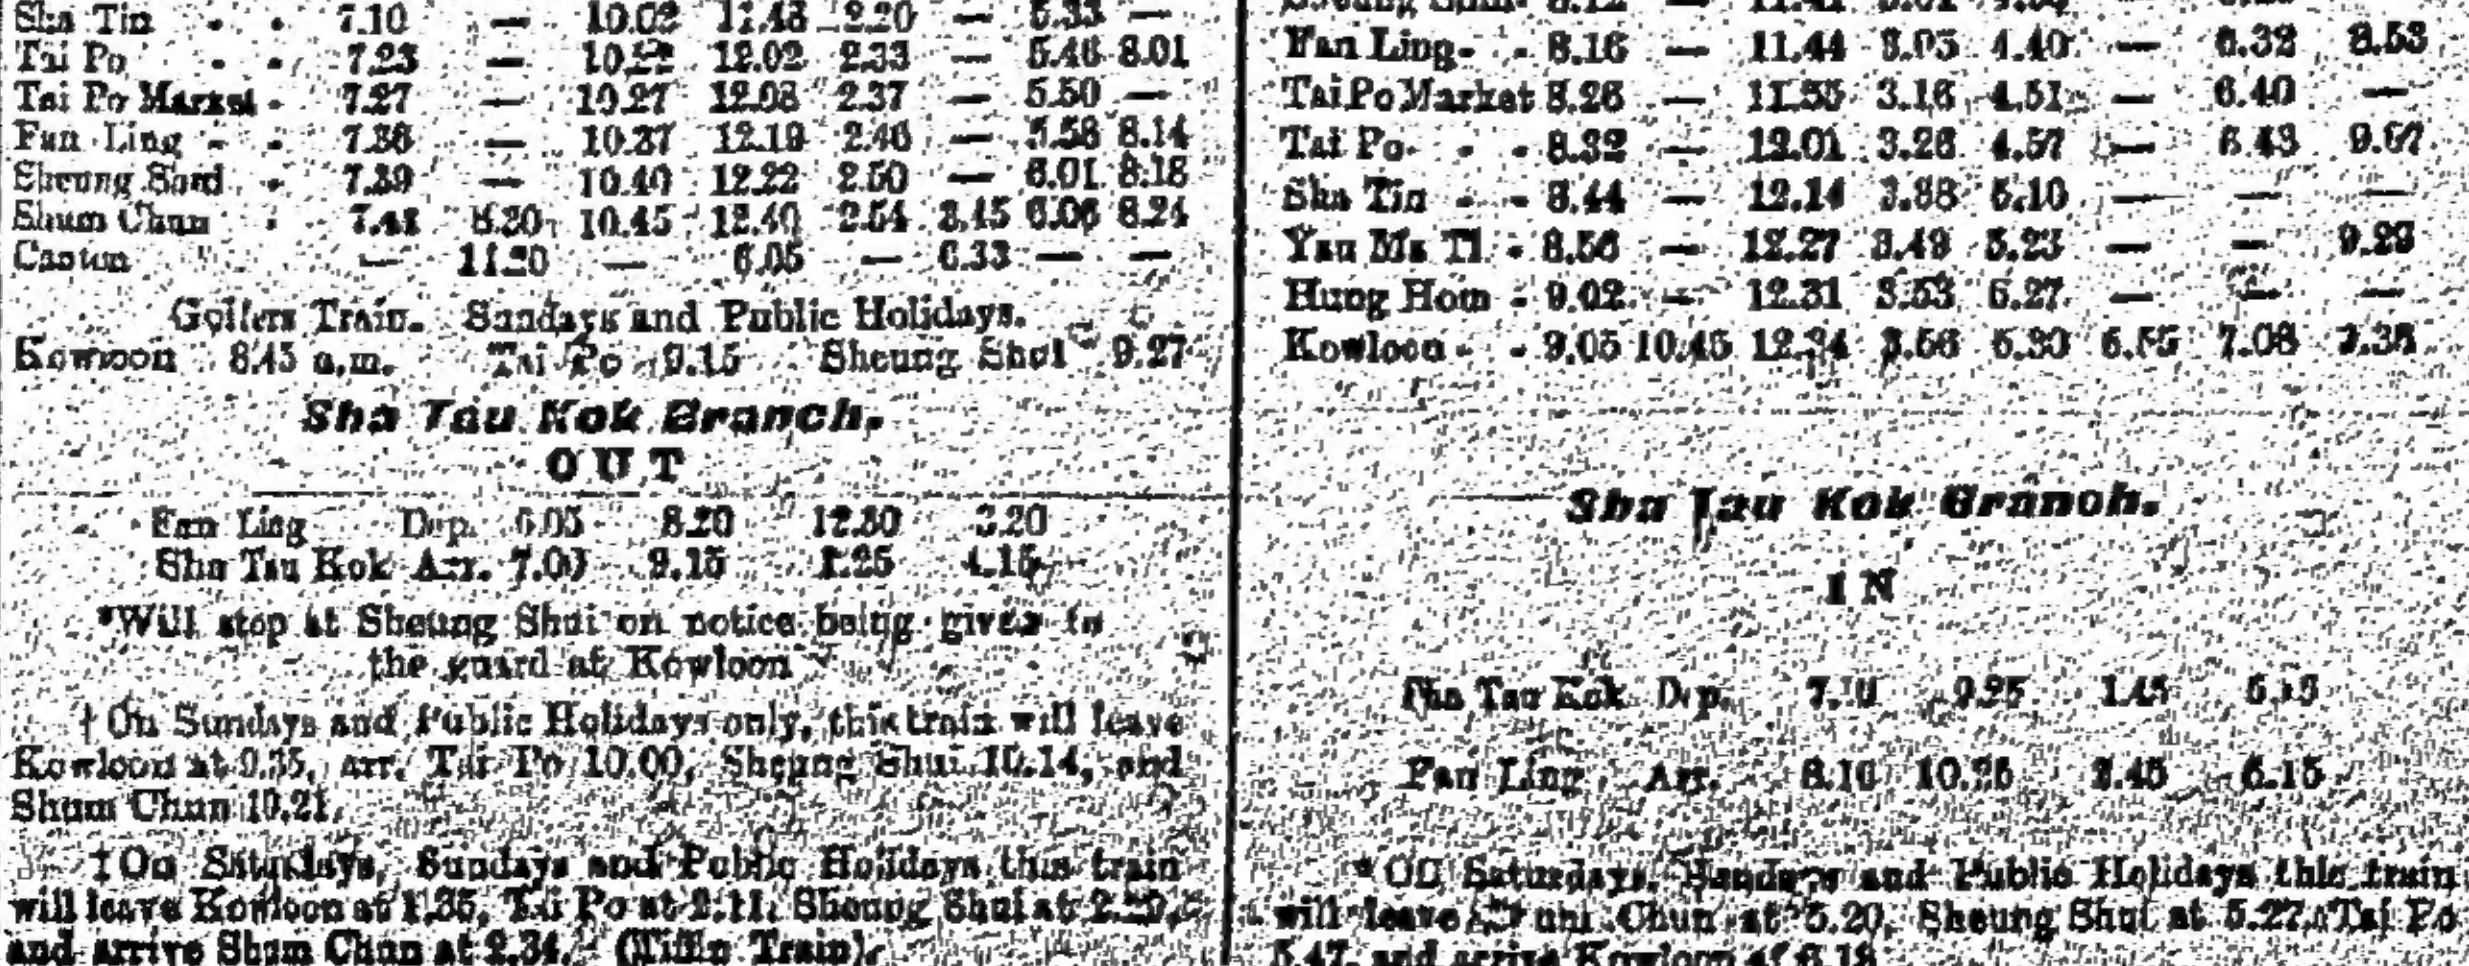 Sha Tin - - 7.10 — 10.09 11.48 2.20 — 5.33 —
Tai Po - - 7.23 — 10.22 12.02 2.33 — 5.46 8.01
Tai Po Market - 7.27 — 10.27 12.08 2.37 — 5.50 —
Fan Ling - - 7.36 — 10.37 12.19 2.46 — 5.58 8.14
Sheung Shui - 7.39 — 10.40 12.22 2.50 — 6.01 8.18
Shum Chun - 10.45 12.40 2.54 3.15 6.06 8.24
Canton — 11.20 — 6.05 — 6.33 — —
Golfers Train. Sundays and Public Holidays.
Kowloon 8.45 a.m. Tai Po 9.15 Sheung Shui 9.27
Sha Tau Kok Branch.
OUT
Fan Ling Dep. 6.05 8.20 12.30 3.20
Sha Tau Kok Arr. 7.00 9.15 1.25 4.15
*Will stop at Sheung Shui on notice being given to
the guard at Kowloon
† On Sundays and Public Holidays only, this train will leave
Kowloon at 9.35, arr. Tai Po 10.00, Sheung Shui 10.14, and
Shum Chun 10.21.
‡ On Saturdays, Sundays and Public Holidays this train
will leave Kowloon at 1.35, Tai Po at 2.11, Sheung Shui at
and arrive Shum Chun at 2.34. (Tiffin Train).
Fan Ling - - 8.16 — 11.44 3.05 4.40 — 6.32 8.53
Tai Po Market 8.26 — 11.55 3.16 4.51 — 6.40 —
Tai Po - - 8.32 — 12.01 4.57 — 6.43 9.07
Sha Tin - - 8.44 — 12.14 5.10 — — —
Yau Ma Ti - 8.56 — 12.27 3.49 5.23 — — 9.29
Hung Hom - 9.02 — 12.31 3.53 5.27 — — —
Kowloon - - 9.05 10.45 12.34 3.56 5.30 7.08
Sha Tau Kok Branch.
IN
Sha Tau Kok Dep. 7.10 9.25 1.45 5.15
Fan Ling Arr. 8.10 10.25 2.45 6.15
* On Saturdays, Sundays and Public Holidays this train
will leave Shum Chun at 5.20, Sheung Shui at 5.27, Tai Po
5.47, and arrive Kowloon at 6.18